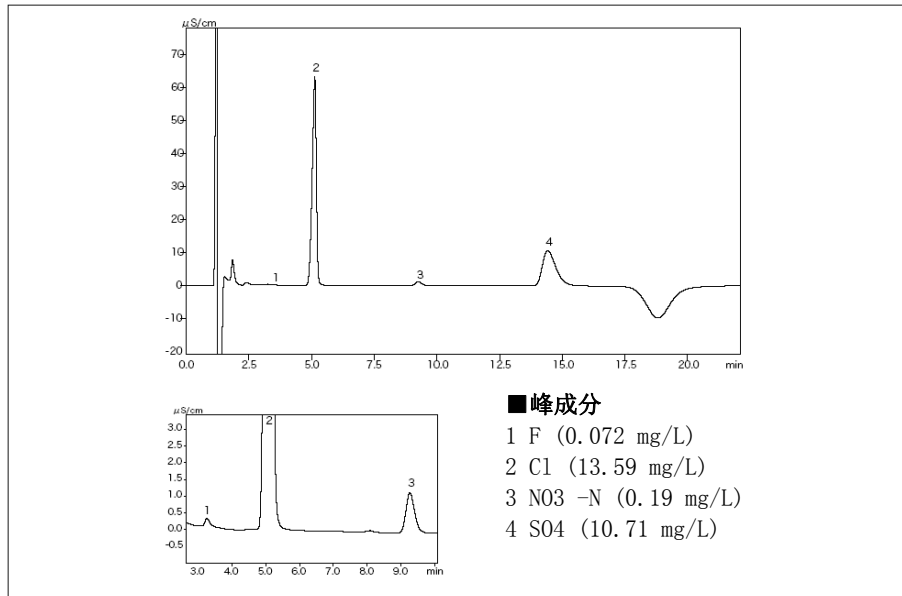 μS/cm
70
60
50
40
30
20
10
0
-10
-20
1
2
3
4
0.0 2.5 5.0 7.5 10.0 12.5 15.0 17.5 20.0 min
μS/cm
3.0
2.5
2.0
1.5
1.0
0.5
0.0
-0.5
1
2
3
3.0 4.0 5.0 6.0 7.0 8.0 9.0 min
■峰成分
1 F (0.072 mg/L)
2 Cl (13.59 mg/L)
3 NO3 -N (0.19 mg/L)
4 SO4 (10.71 mg/L)